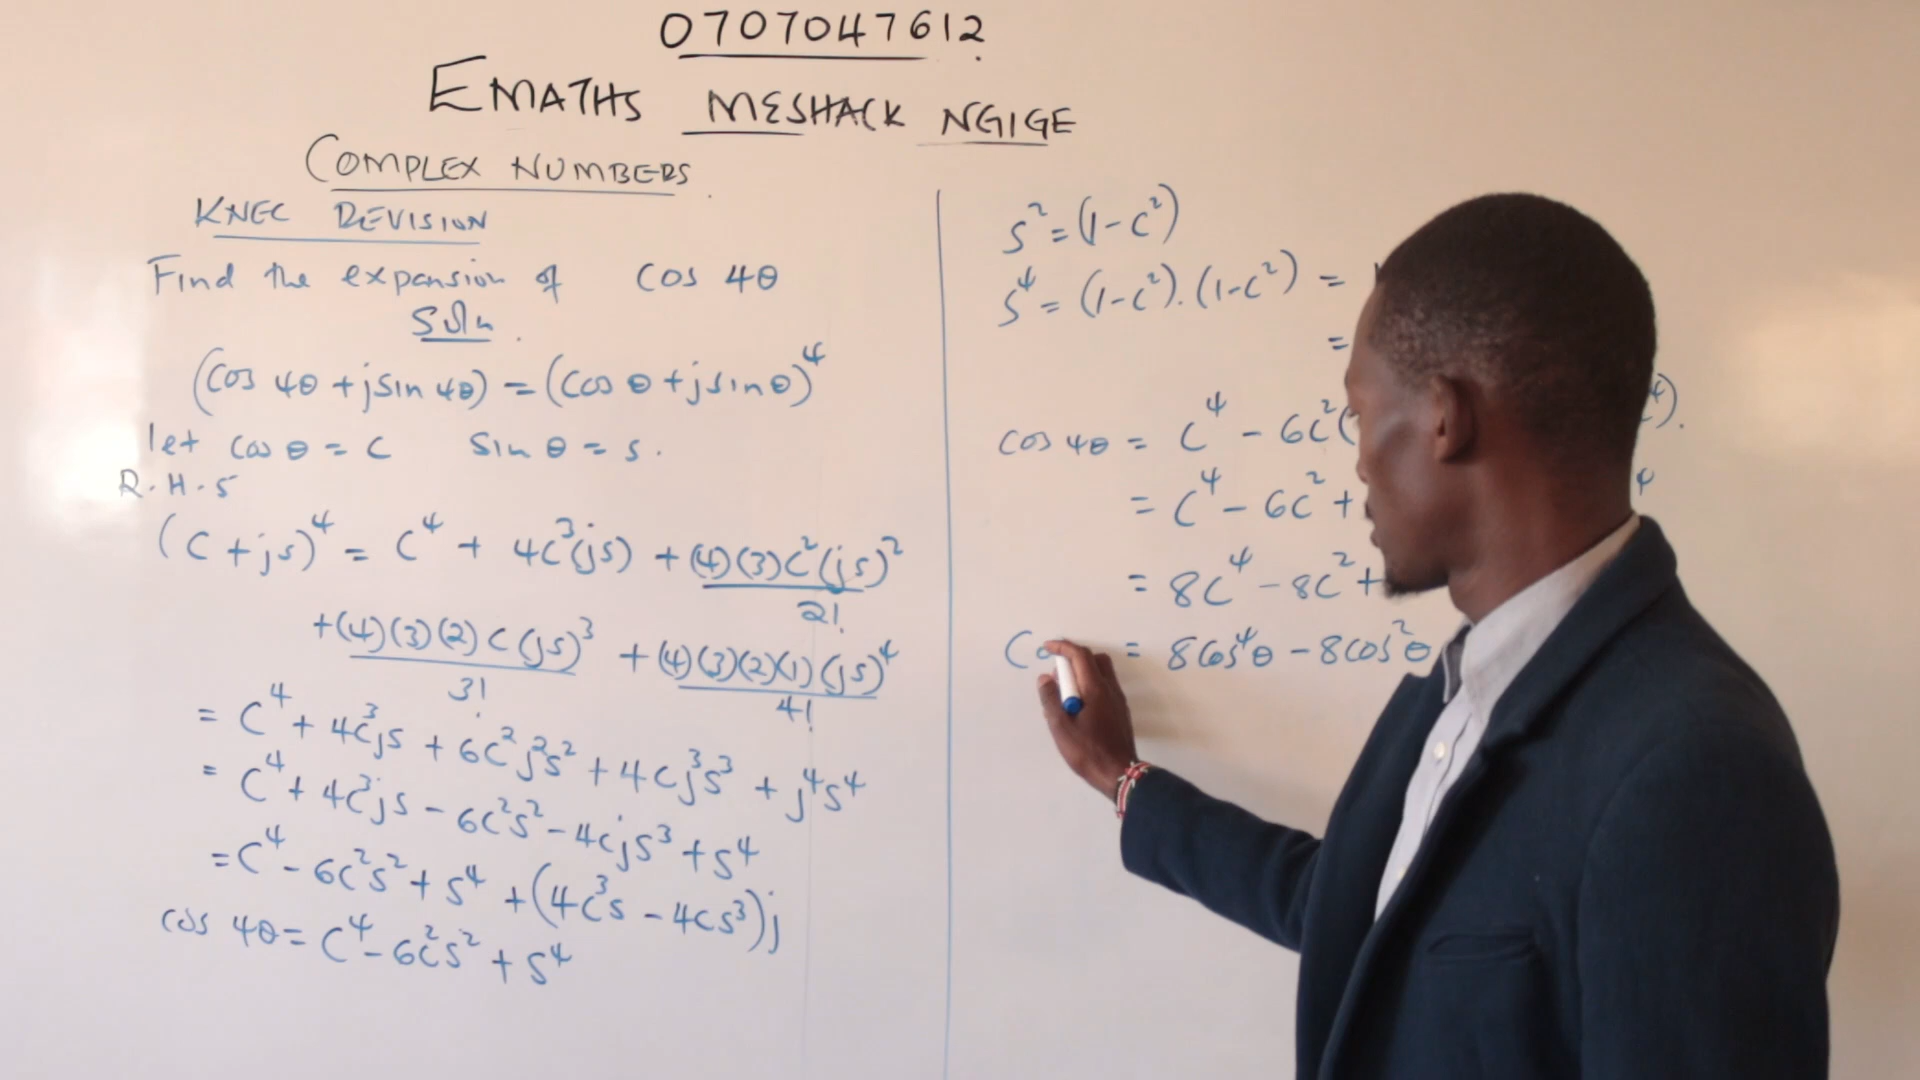 0707047612
EMATHS MESHACK NGIGE
COMPLEX NUMBERS
KNEC REVISION
Find the expansion of Cos 4θ
Soln
(Cos 4θ + jSin 4θ) = (Cos θ + jsinθ)⁴
let cos θ = C Sin θ = s.
R.H.S
(C + js)⁴ = C⁴ + 4C³(js) + (4)(3)C²(js)²
2!
+(4)(3)(2)C(js)³ + (4)(3)(2)(1)(js)⁴
3! 4!
= C⁴ + 4C³js + 6C²j²s² + 4Cj³s³ + j⁴s⁴
= C⁴ + 4C³js - 6C²s² - 4Cjs³ + s⁴
= C⁴ - 6C²s² + s⁴ + (4C³s - 4Cs³)j
Cos 4θ = C⁴ - 6C²s² + s⁴
s² = (1-C²)
s⁴ = (1-C²).(1-C²) =
=
Cos 4θ = C⁴ - 6C²(
= C⁴ - 6C² +
= 8C⁴ - 8C² +
Co = 8Cos⁴θ - 8Cos²θ